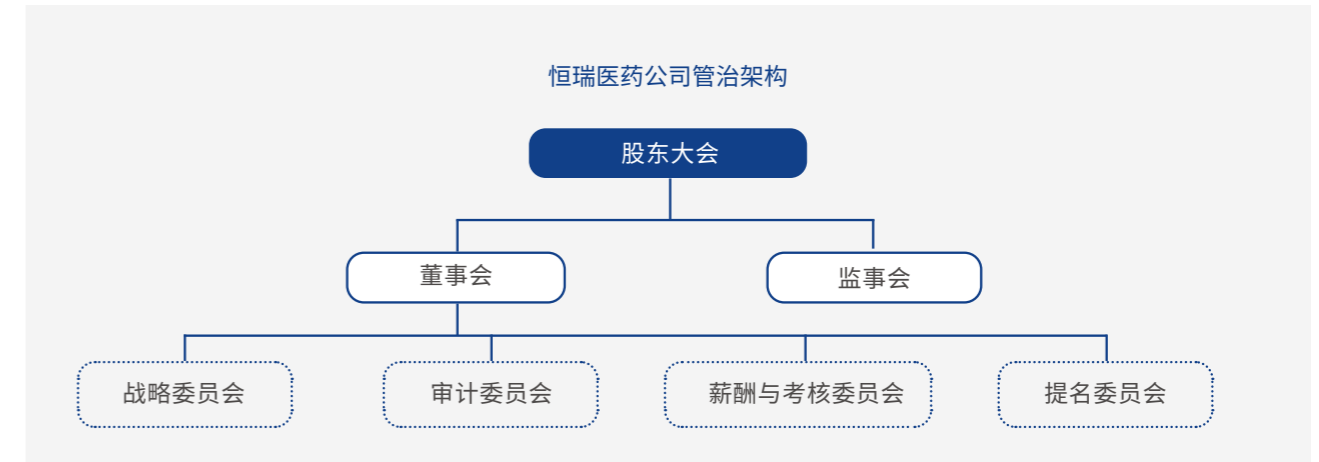 恒瑞医药公司管治架构
股东大会
董事会
监事会
战略委员会
审计委员会
薪酬与考核委员会
提名委员会